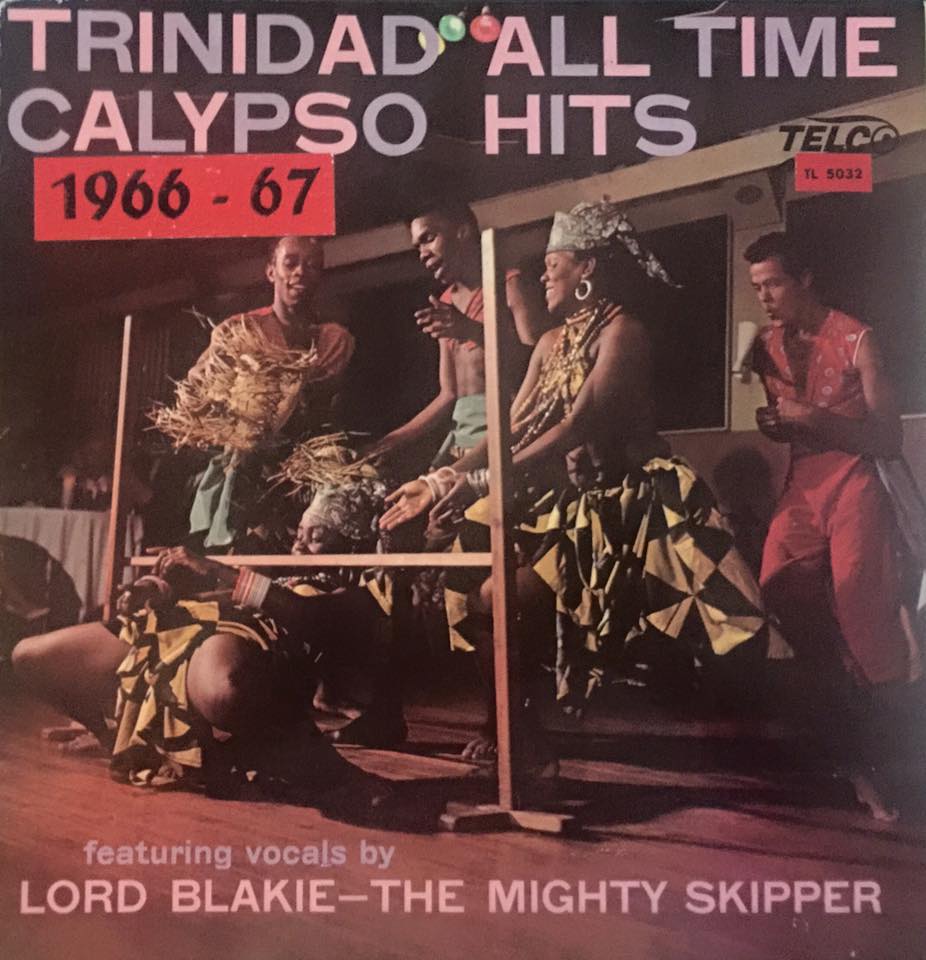 TRINIDAD ALL TIME
CALYPSO HITS
TELCO
1966 - 67
TL 5032
featuring vocals by
LORD BLAKIE—THE MIGHTY SKIPPER